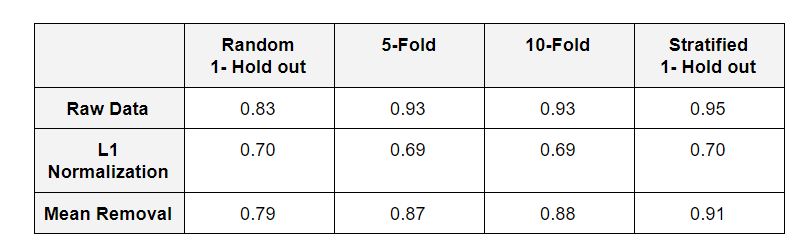 Random 5-Fold 10-Fold Stratified
1- Hold out 1- Hold out
Raw Data 0.83 0.93 0.93 0.95
L1 0.70 0.69 0.69 0.70
Normalization
Mean Removal 0.79 0.87 0.88 0.91